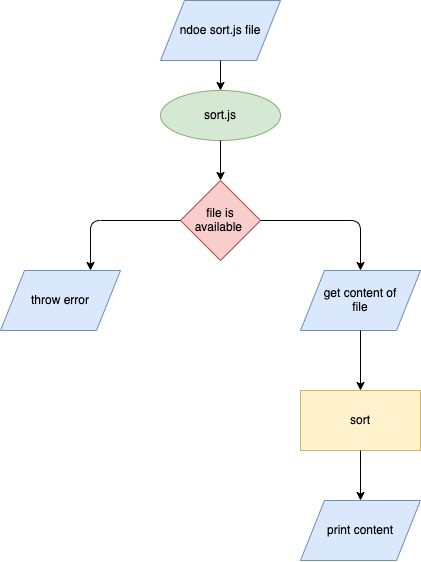 ndoe sort.js file
sort.js
file is
available
throw error
get content of
file
sort
print content